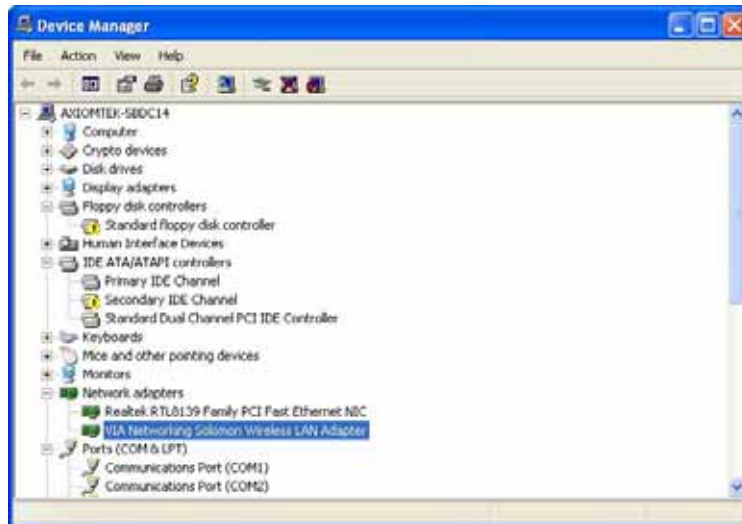 Device Manager
File Action View Help
AXIOMTEK-SBDC14
Computer
Crypto devices
Disk drives
Display adapters
Floppy disk controllers
Standard floppy disk controller
Human Interface Devices
IDE ATA/ATAPI controllers
Primary IDE Channel
Secondary IDE Channel
Standard Dual Channel PCI IDE Controller
Keyboards
Mice and other pointing devices
Monitors
Network adapters
Realtek RTL8139 Family PCI Fast Ethernet NIC
VIA Networking Solomon Wireless LAN Adapter
Ports (COM & LPT)
Communications Port (COM1)
Communications Port (COM2)